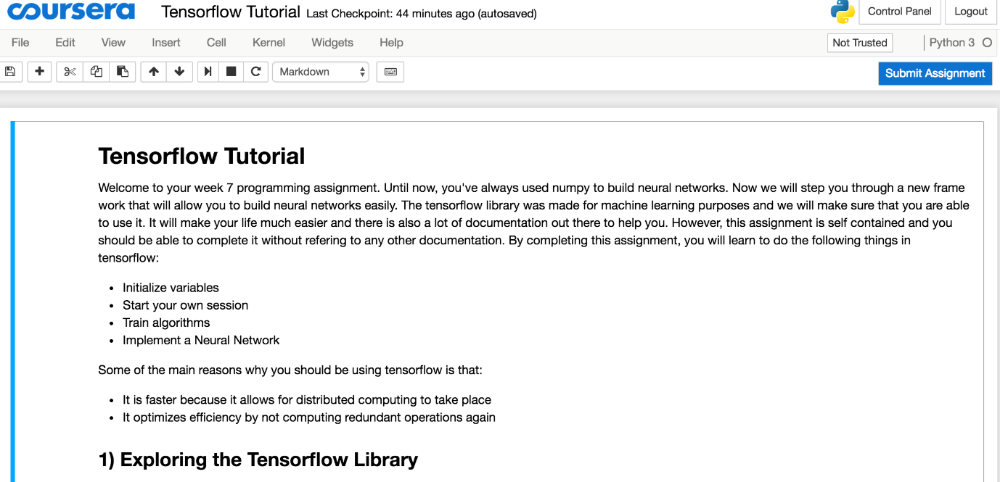 coursera Tensorflow Tutorial Last Checkpoint: 44 minutes ago (autosaved) Control Panel Logout
File Edit View Insert Cell Kernel Widgets Help Not Trusted Python 3
Markdown Submit Assignment
Tensorflow Tutorial
Welcome to your week 7 programming assignment. Until now, you've always used numpy to build neural networks. Now we will step you through a new frame
work that will allow you to build neural networks easily. The tensorflow library was made for machine learning purposes and we will make sure that you are able
to use it. It will make your life much easier and there is also a lot of documentation out there to help you. However, this assignment is self contained and you
should be able to complete it without refering to any other documentation. By completing this assignment, you will learn to do the following things in
tensorflow:
• Initialize variables
• Start your own session
• Train algorithms
• Implement a Neural Network
Some of the main reasons why you should be using tensorflow is that:
• It is faster because it allows for distributed computing to take place
• It optimizes efficiency by not computing redundant operations again
1) Exploring the Tensorflow Library